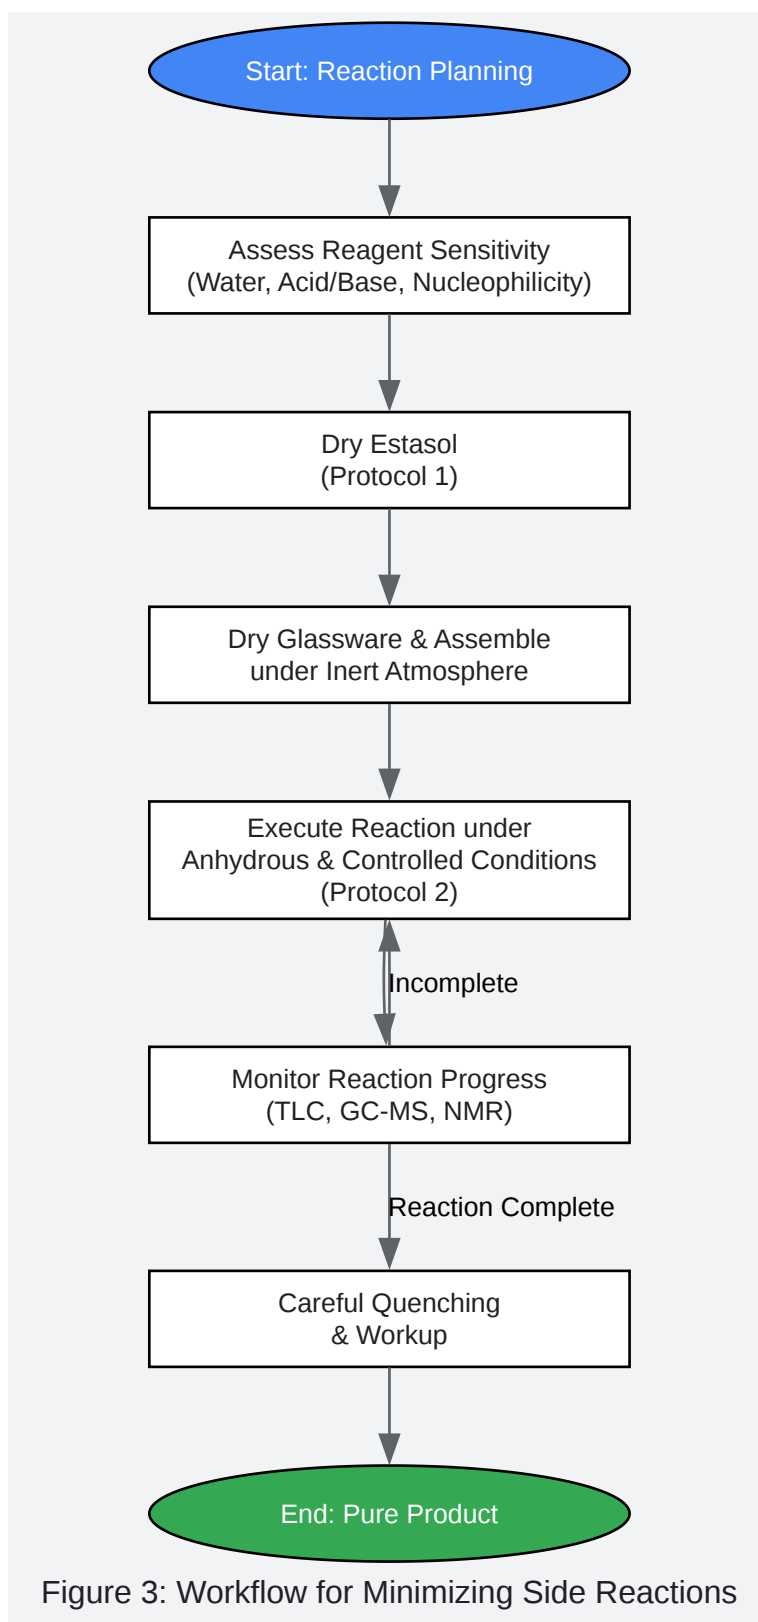 Start: Reaction Planning
Assess Reagent Sensitivity
(Water, Acid/Base, Nucleophilicity)
Dry Estasol
(Protocol 1)
Dry Glassware & Assemble
under Inert Atmosphere
Execute Reaction under
Anhydrous & Controlled Conditions
(Protocol 2)
Incomplete
Monitor Reaction Progress
(TLC, GC-MS, NMR)
Reaction Complete
Careful Quenching
& Workup
End: Pure Product
Figure 3: Workflow for Minimizing Side Reactions